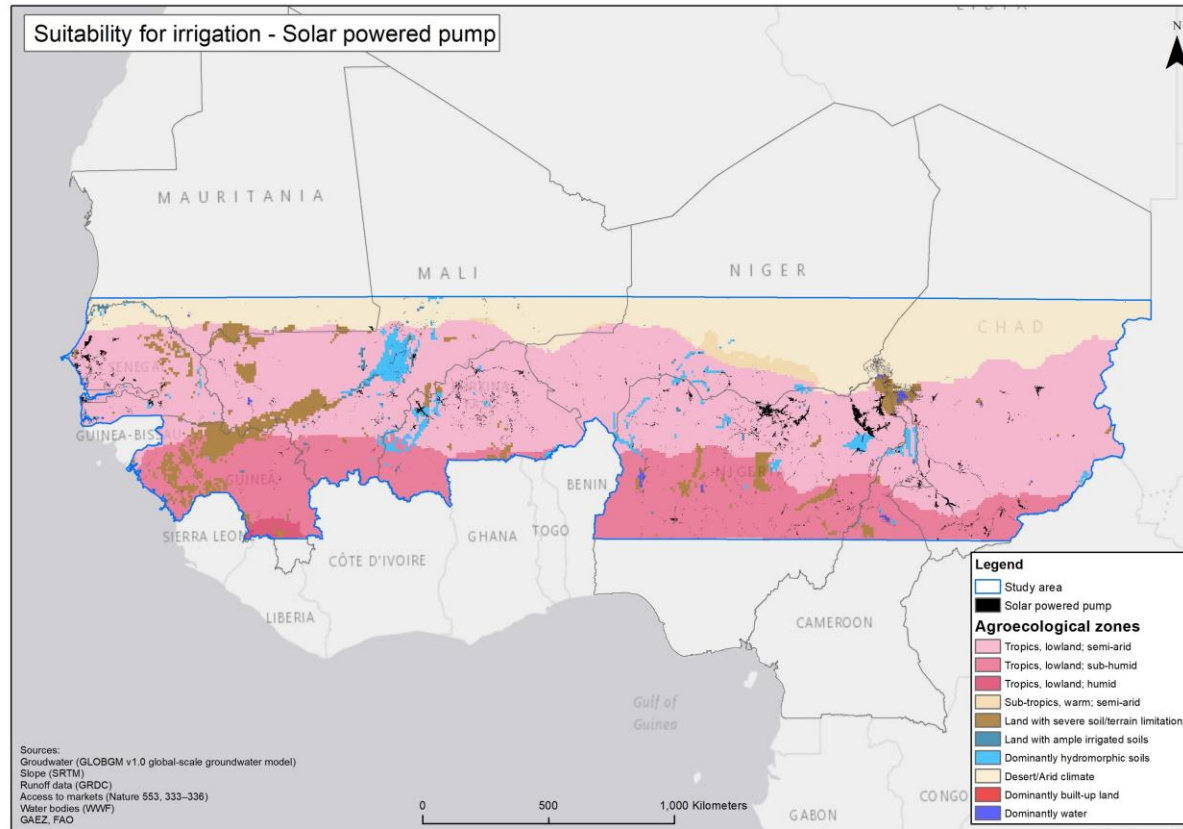 Suitability for irrigation - Solar powered pump
N
MAURITANIA
MALI
NIGER
CHAD
SENEGA
GUINEA-BISSAU
GUINEA
SIERRA LEON
LIBERIA
CÔTE D'IVOIRE
GHANA
TOGO
BENIN
NIGERI
CAMEROON
Gulf of
Guinea
GABON
CONGO
Legend
Study area
Solar powered pump
Agroecological zones
Tropics, lowland; semi-arid
Tropics, lowland; sub-humid
Tropics, lowland; humid
Sub-tropics, warm; semi-arid
Land with severe soil/terrain limitation
Land with ample irrigated soils
Dominantly hydromorphic soils
Desert/Arid climate
Dominantly built-up land
Dominantly water
Sources:
Groudwater (GLOBGM v1.0 global-scale groundwater model)
Slope (SRTM)
Runoff data (GRDC)
Access to markets (Nature 553, 333–336)
Water bodies (WWF)
GAEZ, FAO
0 500 1,000 Kilometers